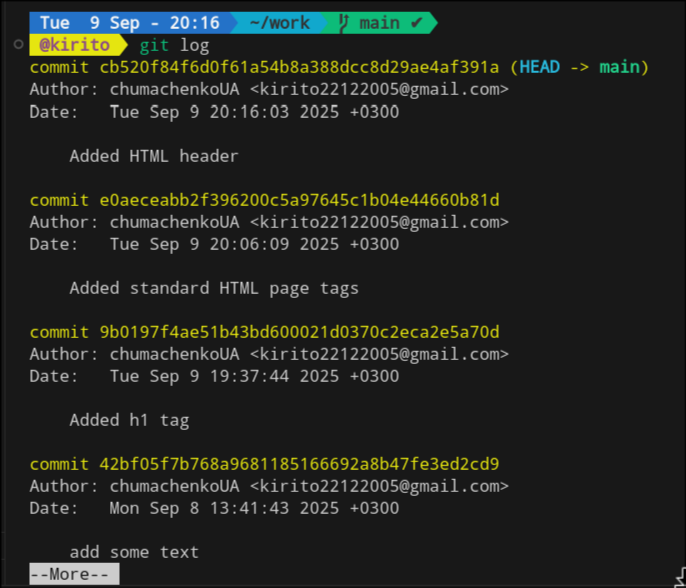 Tue 9 Sep - 20:16 ~/work main ✔
@kirito git log
commit cb520f84f6d0f61a54b8a388dcc8d29ae4af391a (HEAD -> main)
Author: chumachenkoUA <kirito22122005@gmail.com>
Date:   Tue Sep 9 20:16:03 2025 +0300
Added HTML header
commit e0aeceabb2f396200c5a97645c1b04e44660b81d
Author: chumachenkoUA <kirito22122005@gmail.com>
Date:   Tue Sep 9 20:06:09 2025 +0300
Added standard HTML page tags
commit 9b0197f4ae51b43bd600021d0370c2eca2e5a70d
Author: chumachenkoUA <kirito22122005@gmail.com>
Date:   Tue Sep 9 19:37:44 2025 +0300
Added h1 tag
commit 42bf05f7b768a9681185166692a8b47fe3ed2cd9
Author: chumachenkoUA <kirito22122005@gmail.com>
Date:   Mon Sep 8 13:41:43 2025 +0300
add some text
--More--